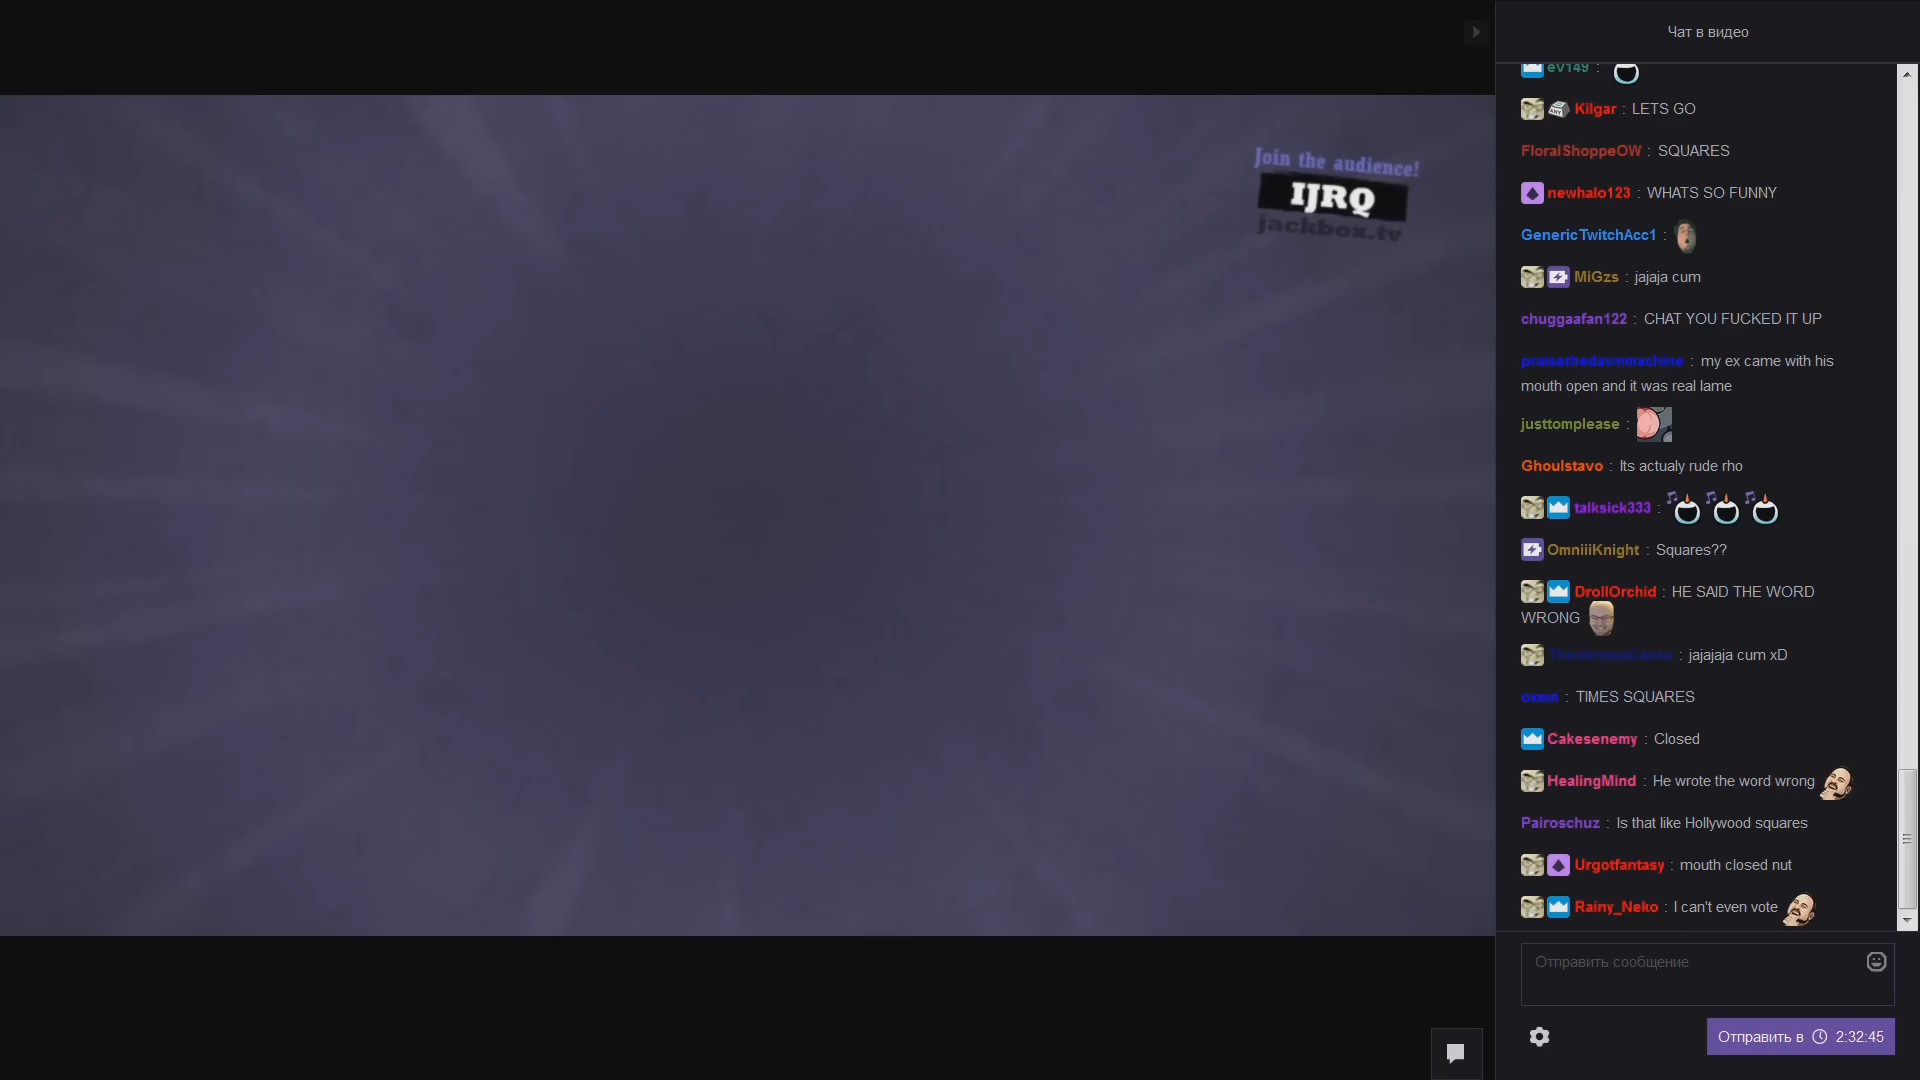 Чат в видео
ev149 :
Kilgar : LETS GO
FloralShoppeOW : SQUARES
newhalo123 : WHATS SO FUNNY
GenericTwitchAcc1 :
MiGzs : jajaja cum
chuggaafan122 : CHAT YOU FUCKED IT UP
praisethedawnmachine : my ex came with his
mouth open and it was real lame
justtomplease :
Ghoulstavo : Its actualy rude rho
talksick333 :
OmniiiKnight : Squares??
DrollOrchid : HE SAID THE WORD
WRONG
: jajajaja cum xD
oxmn : TIMES SQUARES
Cakesenemy : Closed
HealingMind : He wrote the word wrong
Pairoschuz : Is that like Hollywood squares
Urgotfantasy : mouth closed nut
Rainy_Neko : I can't even vote
Отправить сообщение
Отправить в 2:32:45
Join the audience!
IJRQ
jackbox.tv